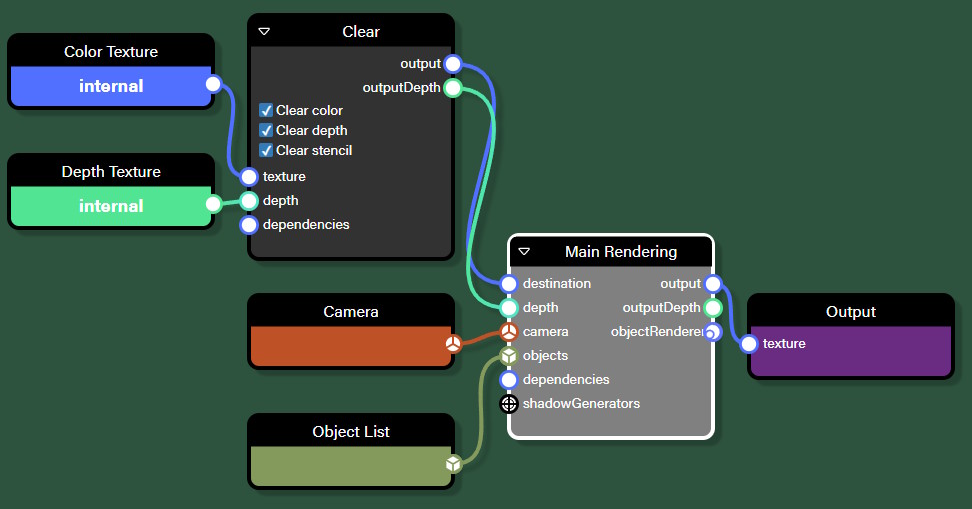 Color Texture
internal
Depth Texture
internal
Clear
output
outputDepth
Clear color
Clear depth
Clear stencil
texture
depth
dependencies
Camera
Object List
Main Rendering
destination output
depth outputDepth
camera objectRenderer
objects
dependencies
shadowGenerators
Output
texture